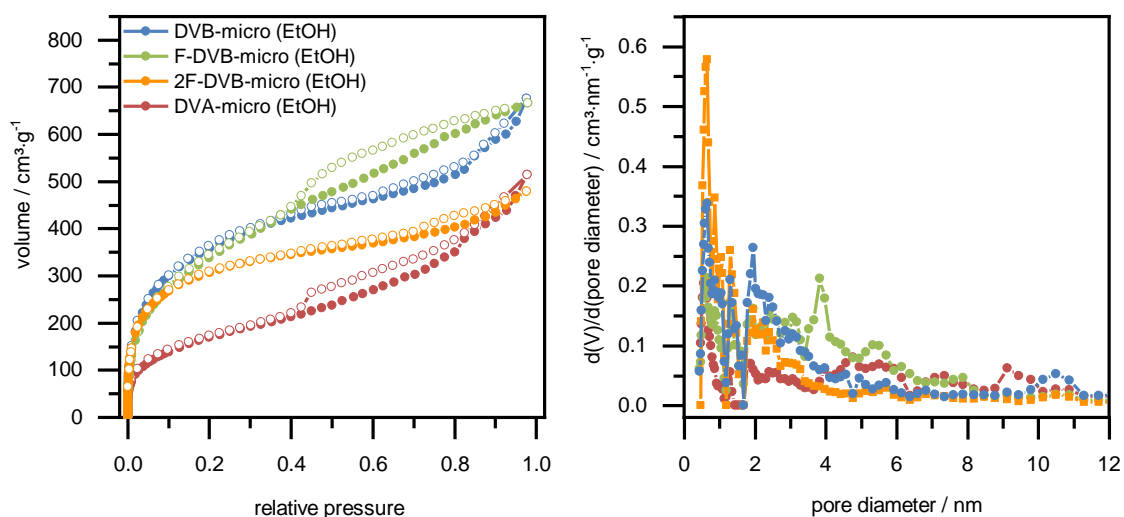 800
700
600
500
400
300
200
100
0
volume / cm³·g⁻¹
DVB-micro (EtOH)
F-DVB-micro (EtOH)
2F-DVB-micro (EtOH)
DVA-micro (EtOH)
0.0 0.2 0.4 0.6 0.8 1.0
relative pressure
0.6
0.5
0.4
0.3
0.2
0.1
0.0
d(V)/d(pore diameter) / cm³·nm⁻¹·g⁻¹
0 2 4 6 8 10 12
pore diameter / nm